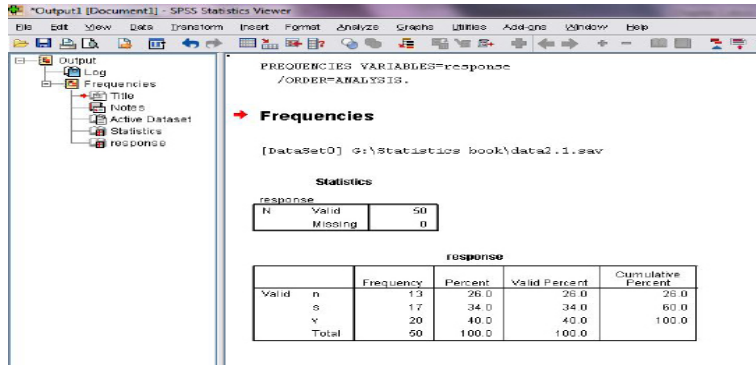 *Output1 [Document1] - SPSS Statistics Viewer
File Edit View Data Transform Insert Format Analyze Graphs Utilities Add-ons Window Help
Output
Log
Frequencies
Title
Notes
Active Dataset
Statistics
response
FREQUENCIES VARIABLES=response
/ORDER=ANALYSIS.
Frequencies
[DataSet0] G:\Statistics book\data2.1.sav
Statistics
response
N Valid 50
Missing 0
response
Frequency Percent Valid Percent Cumulative Percent
Valid n 13 26.0 26.0 26.0
s 17 34.0 34.0 60.0
v 20 40.0 40.0 100.0
Total 50 100.0 100.0